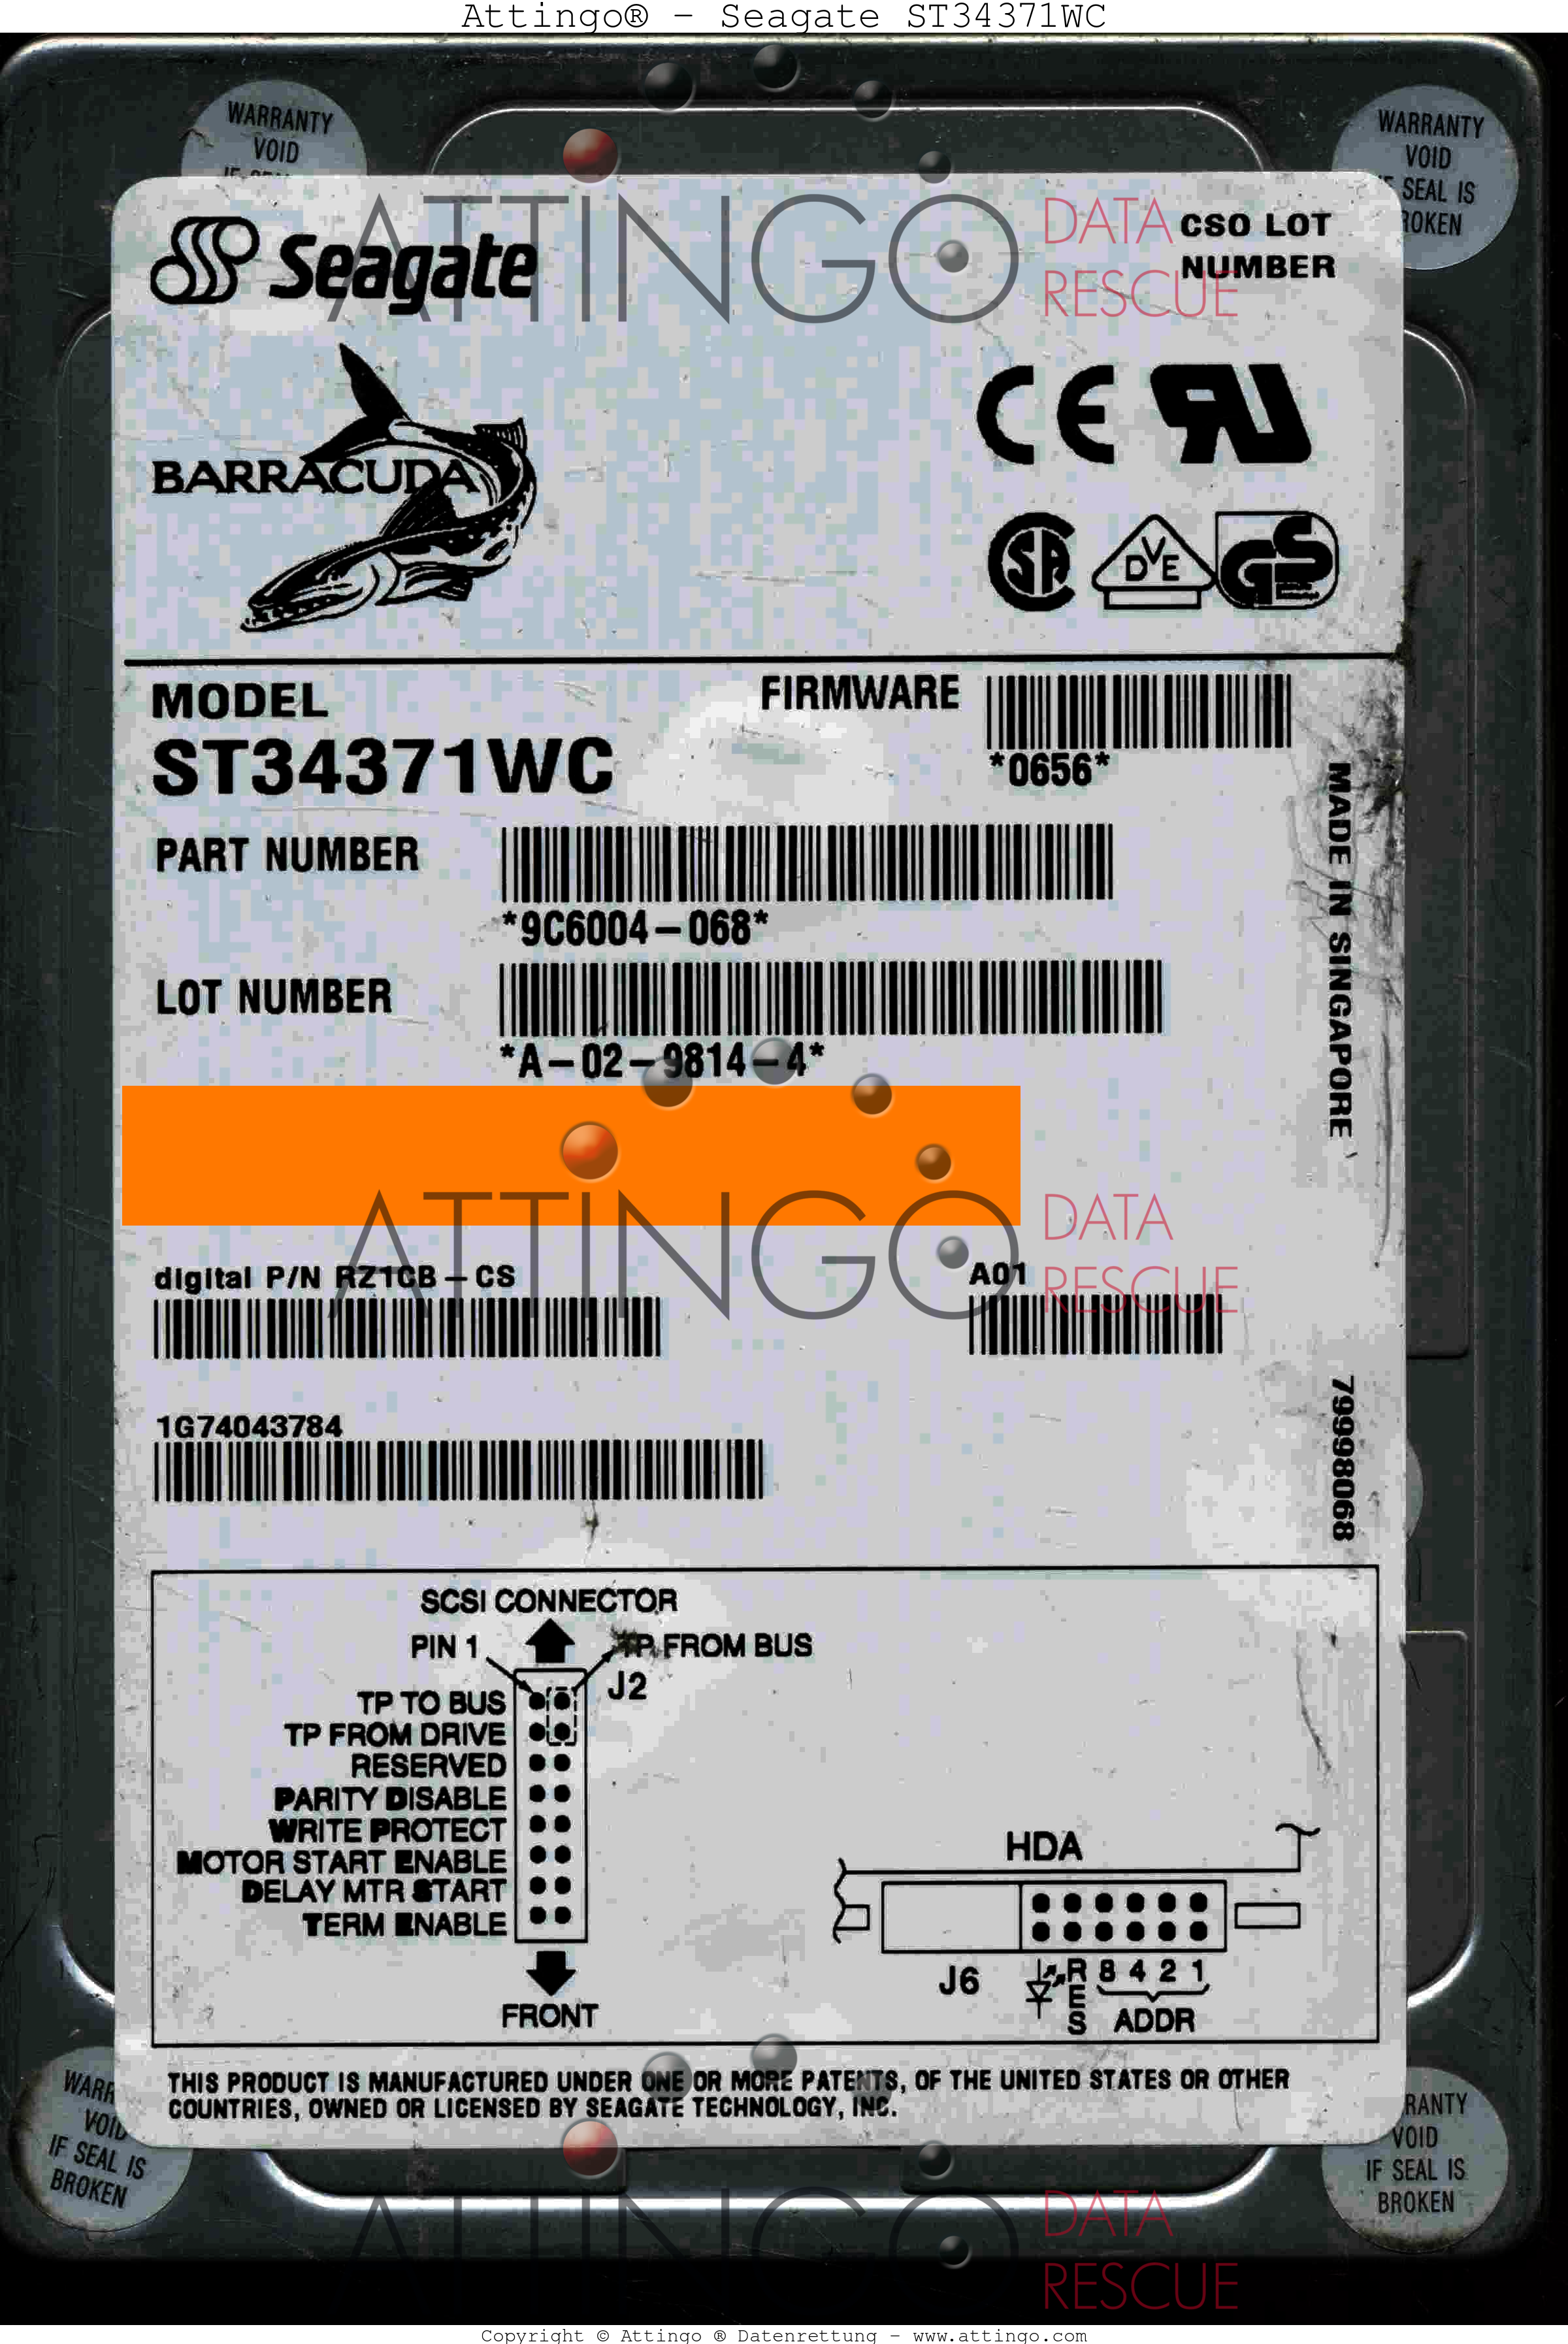 Attingo® - Seagate ST34371WC
WARRANTY
VOID
WARRANTY
VOID
SEAL IS
ATTINGO
DATA
RESCUE
Seagate
CSO LOT
NUMBER
BARRACUDA
CE
SA
DVE
GS
MODEL
ST34371WC
FIRMWARE
*0656*
PART NUMBER
*9C6004-068*
LOT NUMBER
*A-02-9814-4*
MADE IN SINGAPORE
ATTINGO
DATA
RESCUE
digital P/N RZ1CB-CS
A01
1G74043784
79998068
SCSI CONNECTOR
PIN 1
TP FROM BUS
J2
TP TO BUS
TP FROM DRIVE
RESERVED
PARITY DISABLE
WRITE PROTECT
MOTOR START ENABLE
DELAY MTR START
TERM ENABLE
FRONT
HDA
J6
RES
8 4 2 1
ADDR
THIS PRODUCT IS MANUFACTURED UNDER ONE OR MORE PATENTS, OF THE UNITED STATES OR OTHER
COUNTRIES, OWNED OR LICENSED BY SEAGATE TECHNOLOGY, INC.
VOID
IF SEAL IS
BROKEN
VOID
IF SEAL IS
BROKEN
ATTINGO
DATA
RESCUE
Copyright © Attingo ® Datenrettung - www.attingo.com